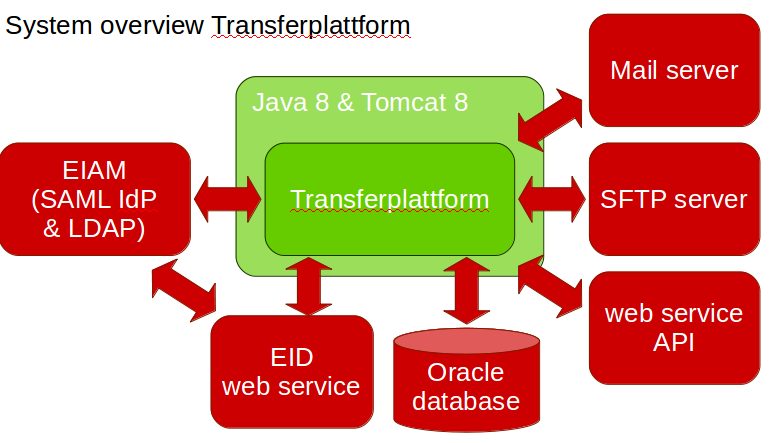 System overview Transferplattform
Mail server
Java 8 & Tomcat 8
EIAM
(SAML IdP
& LDAP)
Transferplattform
SFTP server
web service
API
EID
web service
Oracle
database